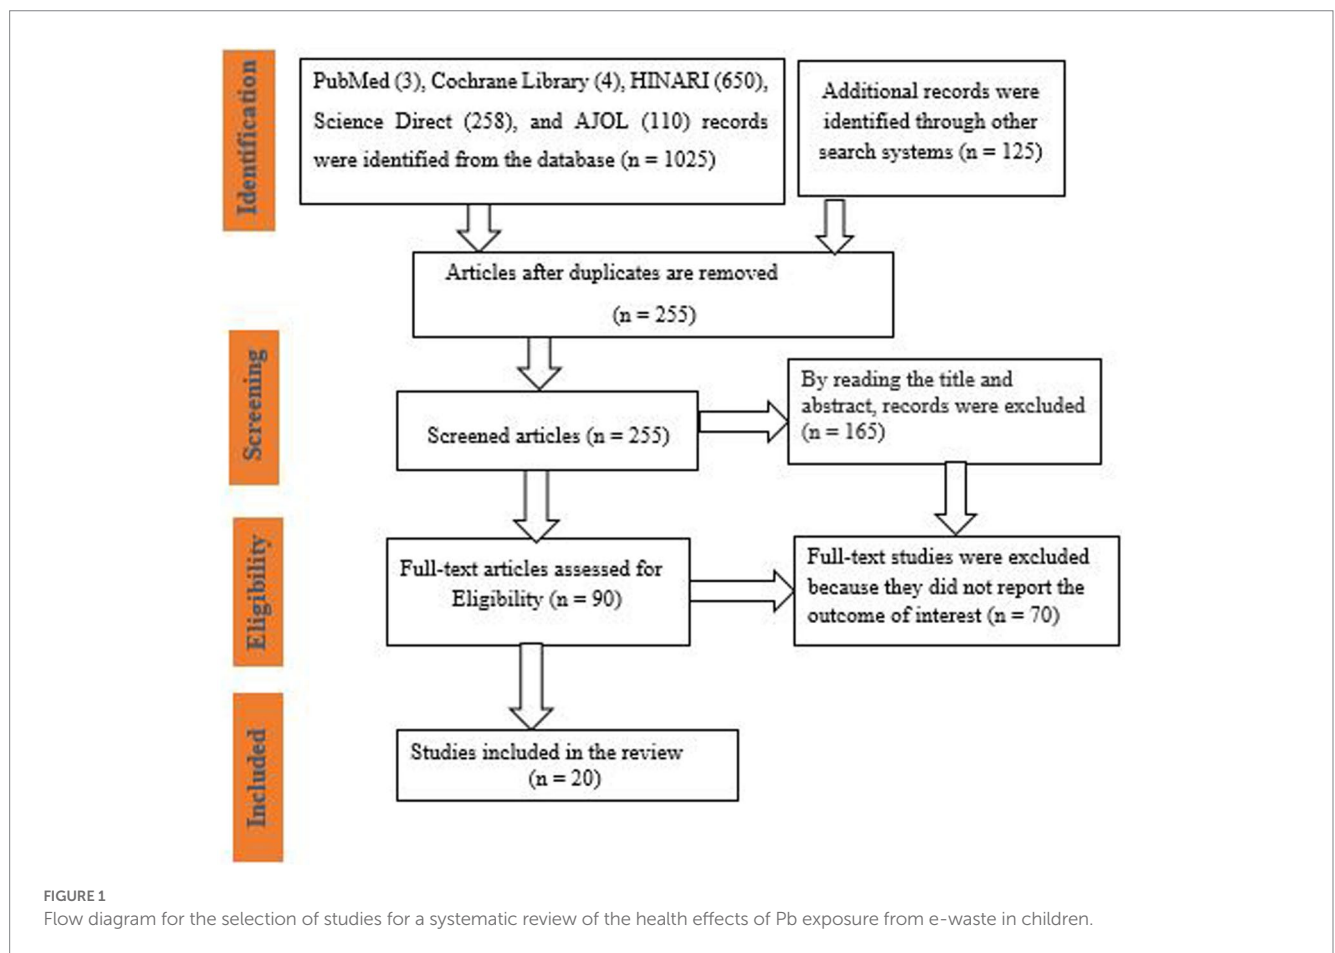 Identification
PubMed (3), Cochrane Library (4), HINARI (650),
Science Direct (258), and AJOL (110) records
were identified from the database (n = 1025)
Additional records were
identified through other
search systems (n = 125)
Articles after duplicates are removed
(n = 255)
Screening
Screened articles (n = 255)
By reading the title and
abstract, records were excluded
(n = 165)
Eligibility
Full-text articles assessed for
Eligibility (n = 90)
Full-text studies were excluded
because they did not report the
outcome of interest (n = 70)
Included
Studies included in the review
(n = 20)
FIGURE 1
Flow diagram for the selection of studies for a systematic review of the health effects of Pb exposure from e-waste in children.